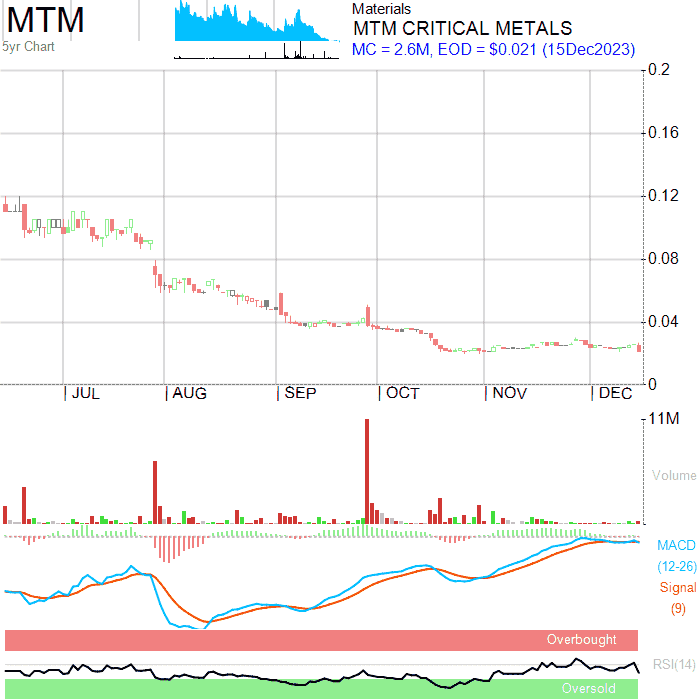 MTM
5yr Chart
Materials
MTM CRITICAL METALS
MC = 2.6M, EOD = $0.021 (15Dec2023)
0.2
0.16
0.12
0.08
0.04
0
JUL
AUG
SEP
OCT
NOV
DEC
11M
Volume
MACD
(12-26)
Signal
(9)
Overbought
RSI(14)
Oversold